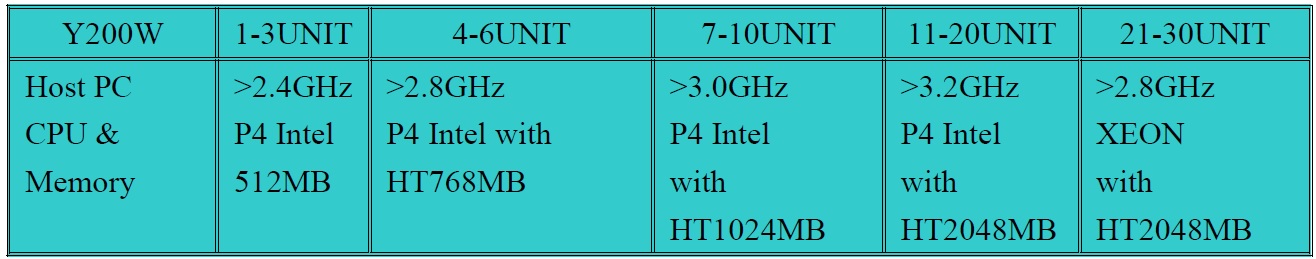 Y200W 1-3UNIT 4-6UNIT 7-10UNIT 11-20UNIT 21-30UNIT
Host PC >2.4GHz >2.8GHz >3.0GHz >3.2GHz >2.8GHz
CPU & P4 Intel P4 Intel with P4 Intel P4 Intel XEON
Memory 512MB HT768MB with with with
HT1024MB HT2048MB HT2048MB